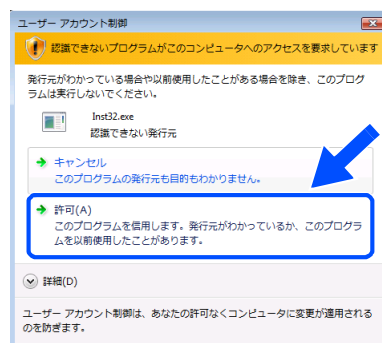 ユーザー アカウント制御
認識できないプログラムがこのコンピュータへのアクセスを要求しています
発行元がわかっている場合や以前使用したことがある場合を除き、このプログ
ラムは実行しないでください。
Inst32.exe
認識できない発行元
キャンセル
このプログラムの発行元も目的もわかりません。
許可(A)
このプログラムを信用します。発行元がわかっているか、このプログラ
ムを以前使用したことがあります。
詳細(D)
ユーザー アカウント制御は、あなたの許可なくコンピュータに変更が適用される
のを防ぎます。